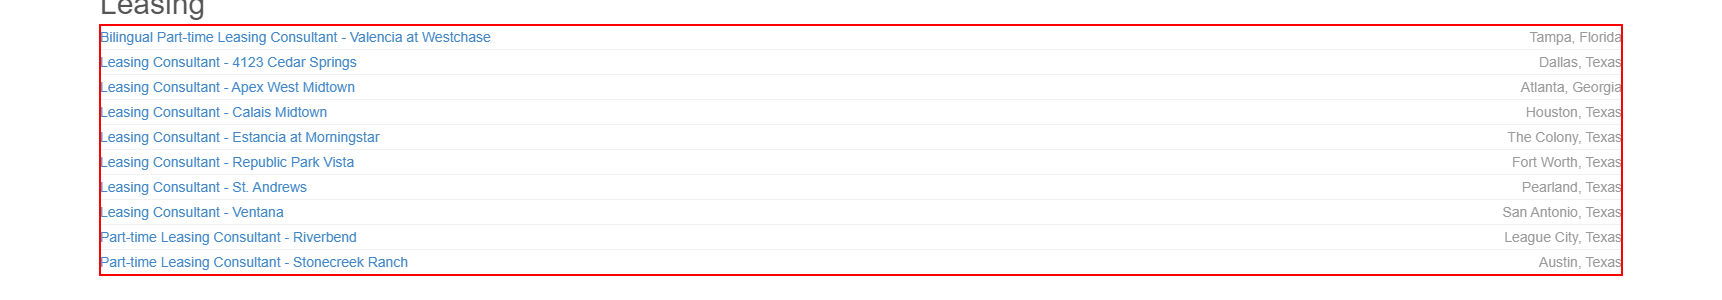 Leasing
Bilingual Part-time Leasing Consultant - Valencia at Westchase Tampa, Florida
Leasing Consultant - 4123 Cedar Springs Dallas, Texas
Leasing Consultant - Apex West Midtown Atlanta, Georgia
Leasing Consultant - Calais Midtown Houston, Texas
Leasing Consultant - Estancia at Morningstar The Colony, Texas
Leasing Consultant - Republic Park Vista Fort Worth, Texas
Leasing Consultant - St. Andrews Pearland, Texas
Leasing Consultant - Ventana San Antonio, Texas
Part-time Leasing Consultant - Riverbend League City, Texas
Part-time Leasing Consultant - Stonecreek Ranch Austin, Texas